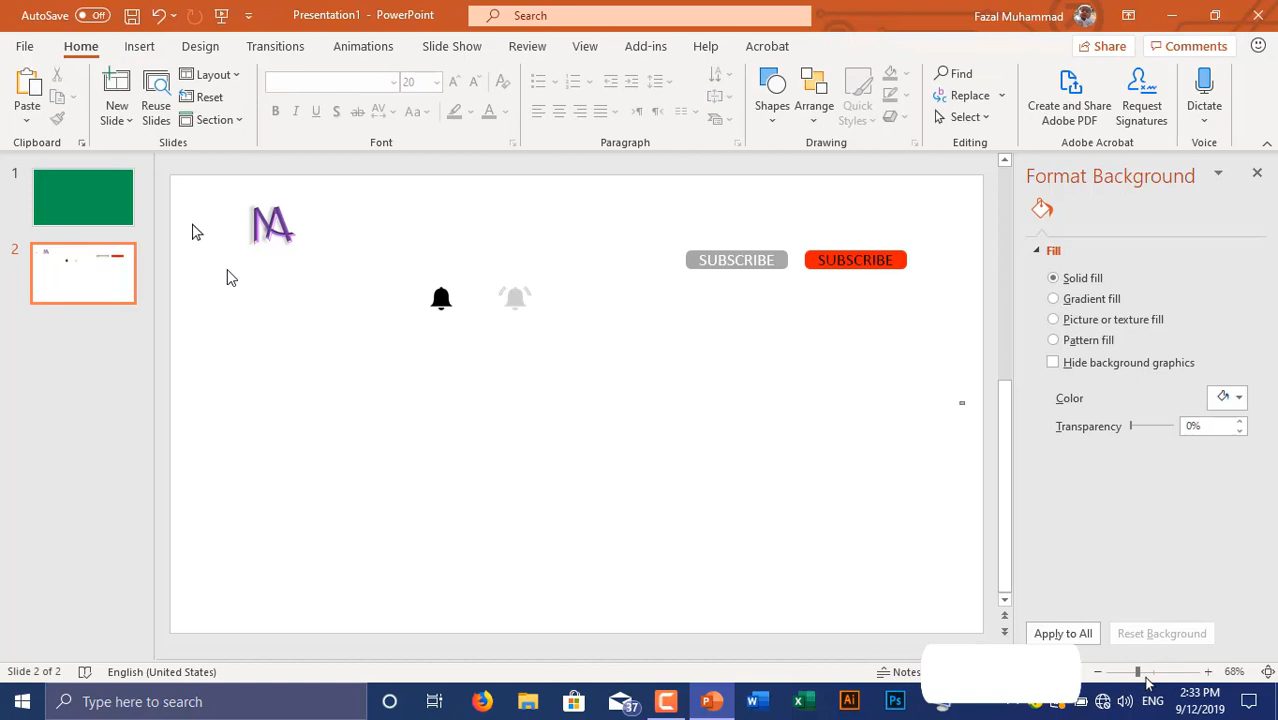 AutoSave Off Presentation1 - PowerPoint Search Fazal Muhammad
File Home Insert Design Transitions Animations Slide Show Review View Add-ins Help Acrobat Share Comments
Paste New Slide Reuse Slides Layout Reset Section 20 Shapes Arrange Quick Styles Find Replace Select Create and Share Adobe PDF Request Signatures Dictate
Clipboard Slides Font Paragraph Drawing Editing Adobe Acrobat Voice
1
2
MA
SUBSCRIBE SUBSCRIBE
Format Background
Fill
Solid fill
Gradient fill
Picture or texture fill
Pattern fill
Hide background graphics
Color
Transparency 0%
Apply to All Reset Background
Slide 2 of 2 English (United States) Notes 68%
Type here to search 37 ENG 2:33 PM
9/12/2019